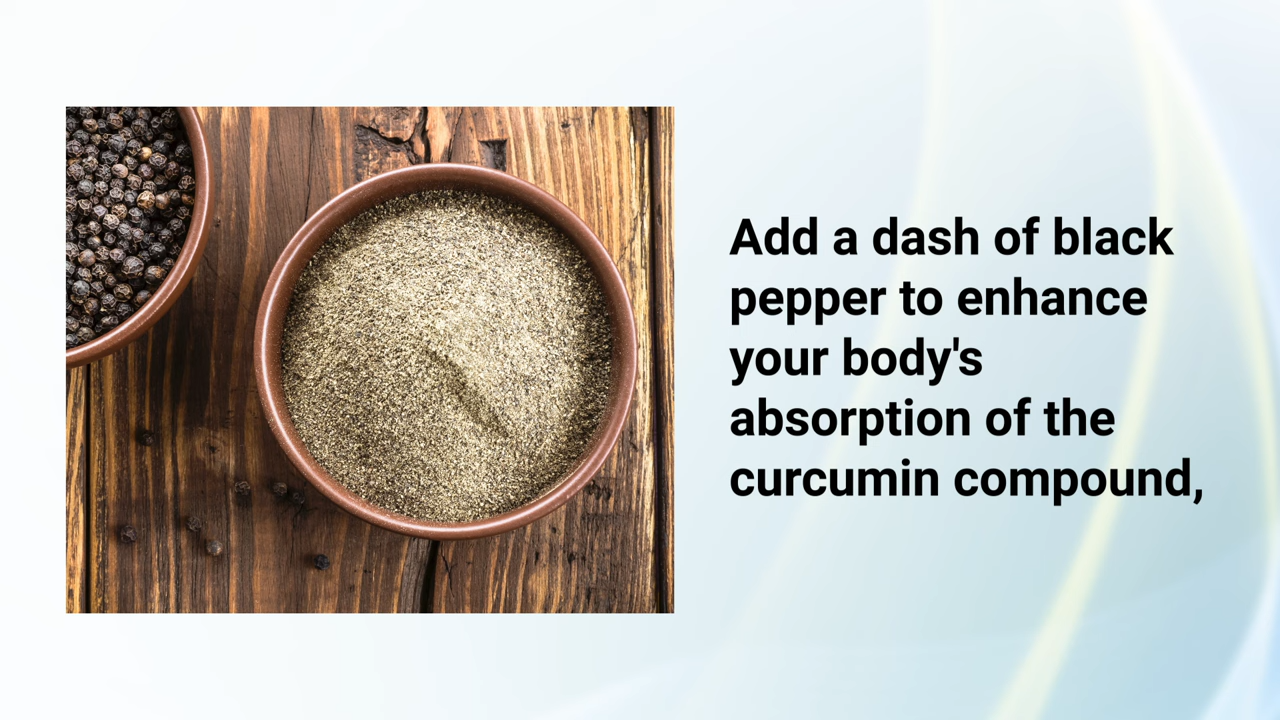 Add a dash of black
pepper to enhance
your body's
absorption of the
curcumin compound,